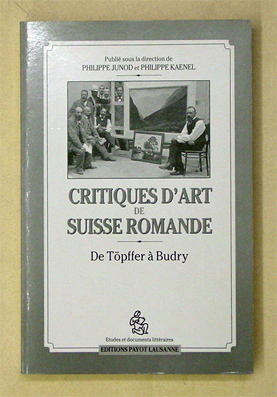 Publié sous la direction de
PHILIPPE JUNOD et PHILIPPE KAENEL
CRITIQUES D'ART
DE
SUISSE ROMANDE
De Töpffer à Budry
Etudes et documents littéraires
EDITIONS PAYOT LAUSANNE